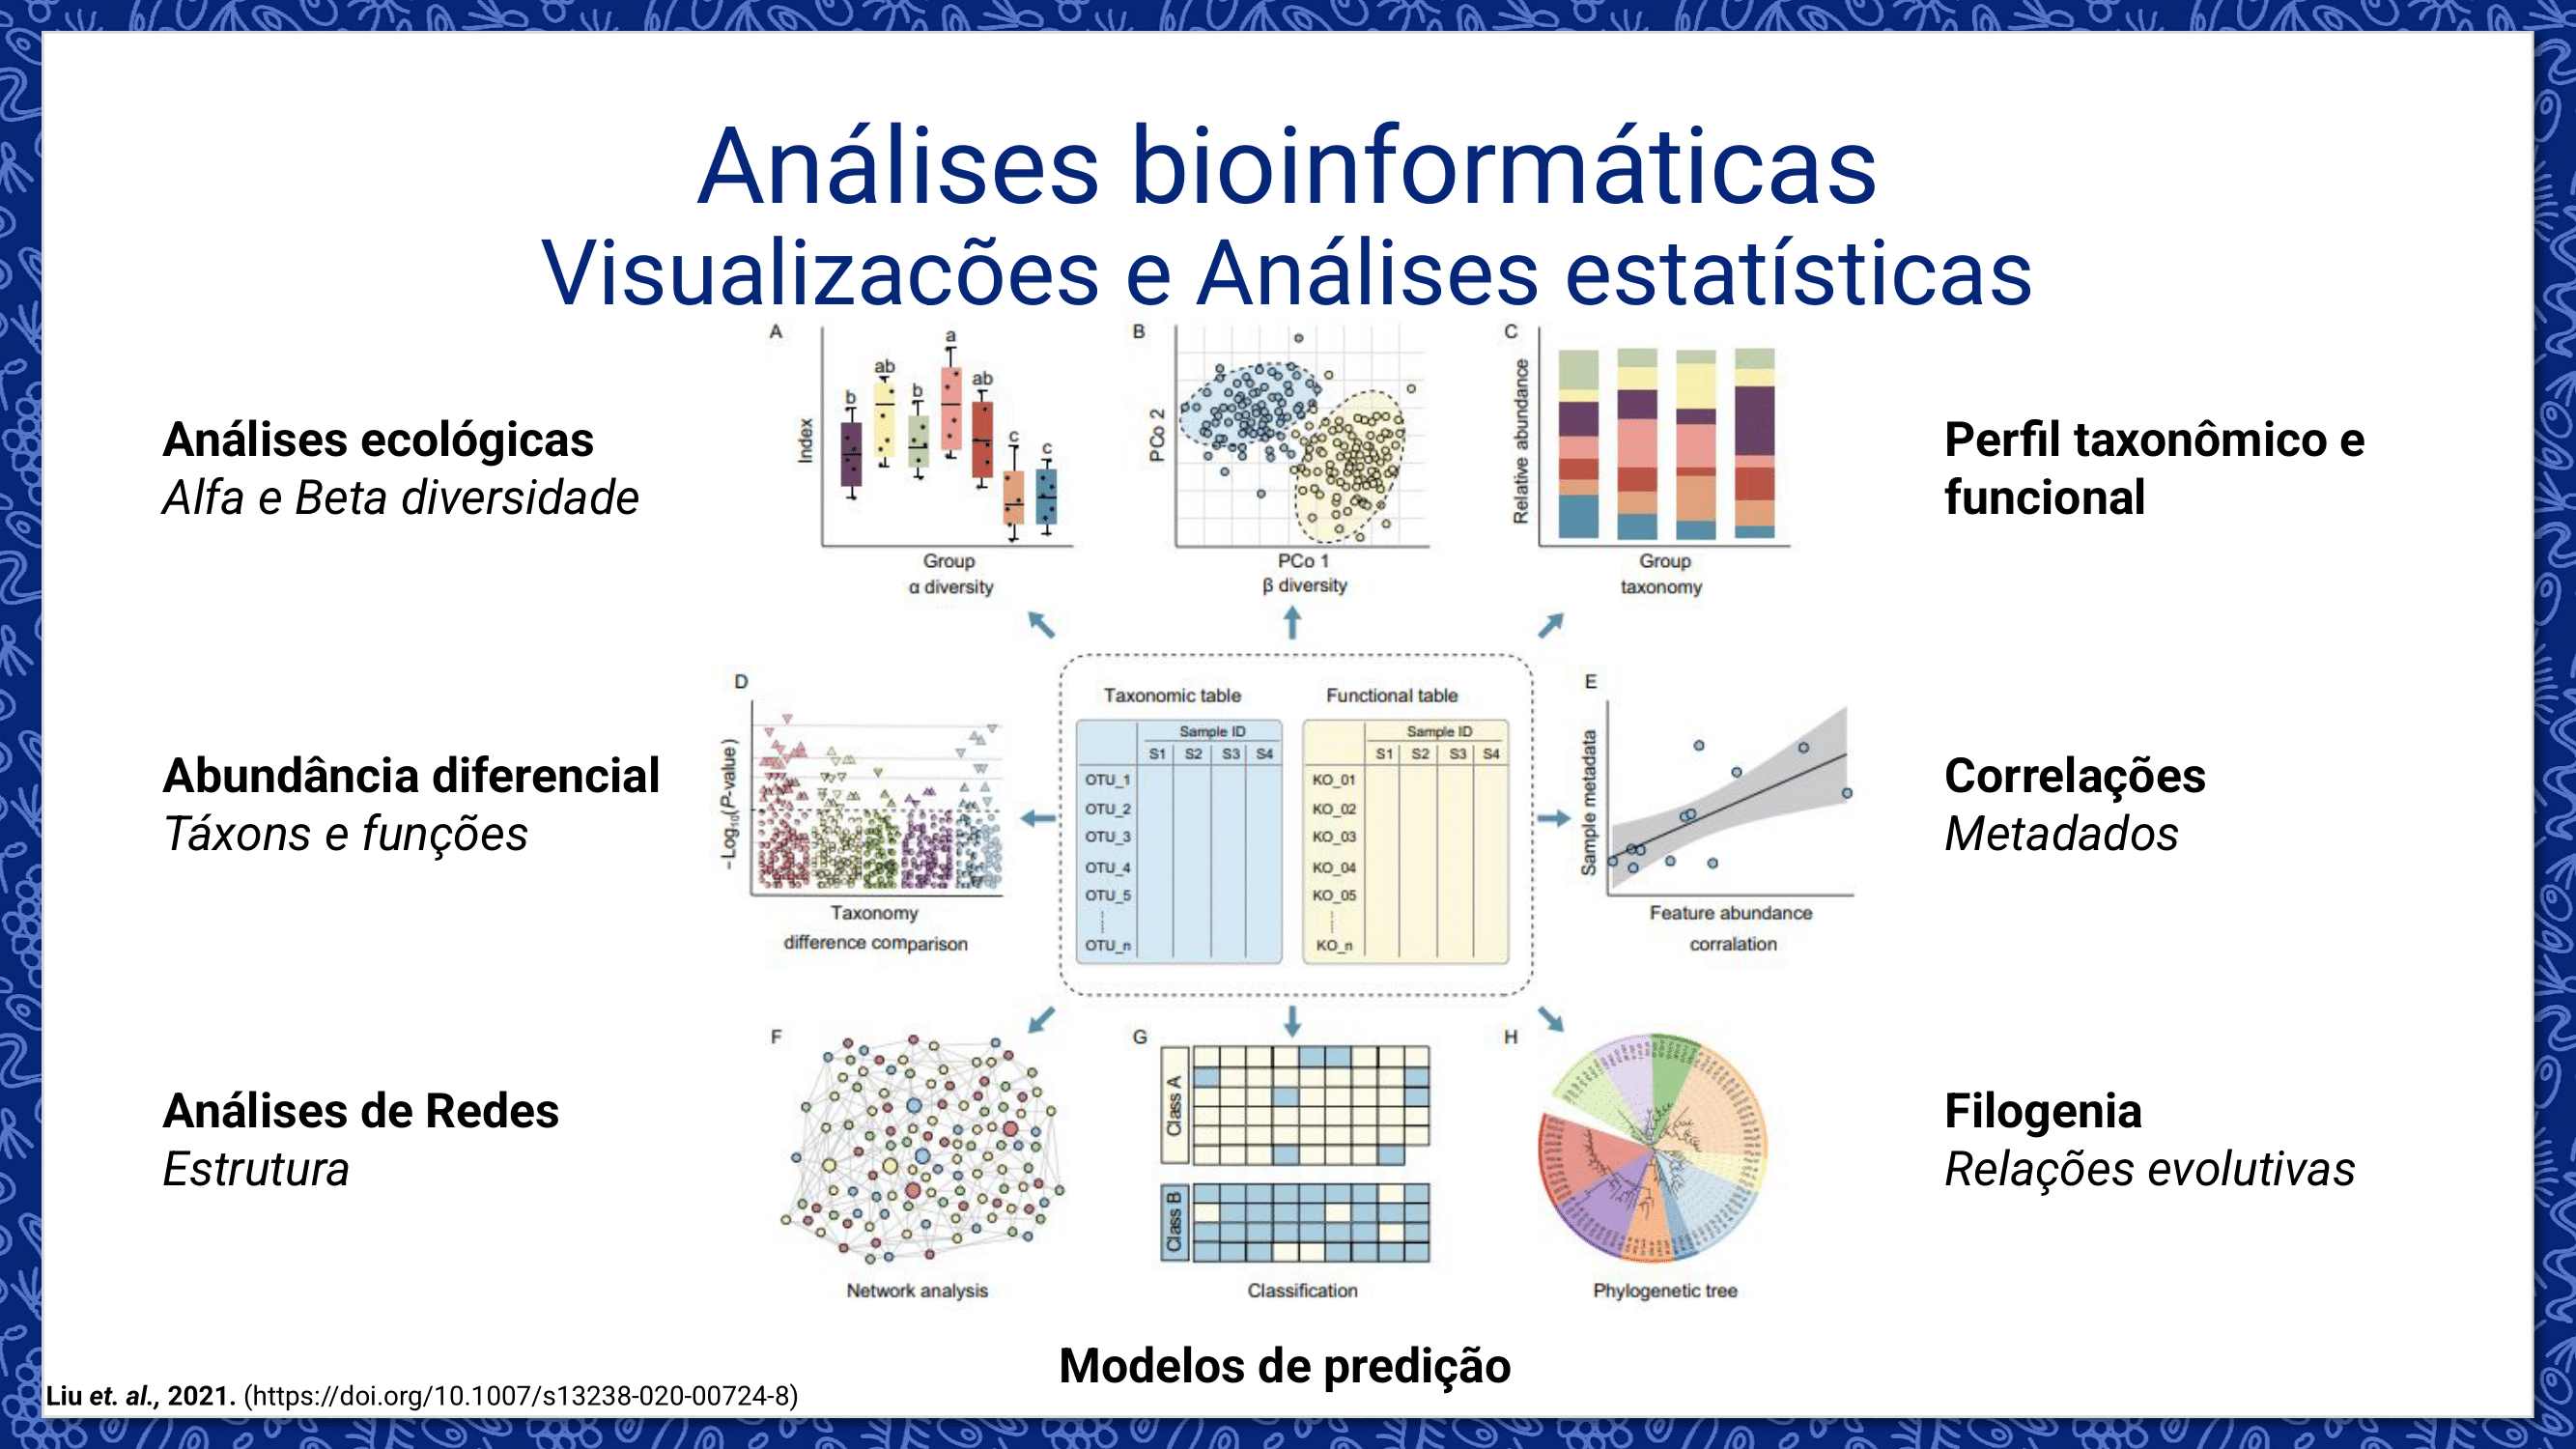 Análises bioinformáticas
Visualizacões e Análises estatísticas
Análises ecológicas
Alfa e Beta diversidade
A
Index
b
ab
b
a
ab
c
c
Group
α diversity
B
PCo 2
PCo 1
β diversity
C
Relative abundance
Group
taxonomy
Perfil taxonômico e
funcional
Abundância diferencial
Táxons e funções
D
-Log10(P-value)
Taxonomy
difference comparison
Taxonomic table
Sample ID
S1 S2 S3 S4
OTU_1
OTU_2
OTU_3
OTU_4
OTU_5
OTU_n
Functional table
Sample ID
S1 S2 S3 S4
KO_01
KO_02
KO_03
KO_04
KO_05
KO_n
E
Sample metadata
Feature abundance
corralation
Correlações
Metadados
Análises de Redes
Estrutura
F
Network analysis
G
Class A
Class B
Classification
H
Phylogenetic tree
Filogenia
Relações evolutivas
Modelos de predição
Liu et. al., 2021. (https://doi.org/10.1007/s13238-020-00724-8)